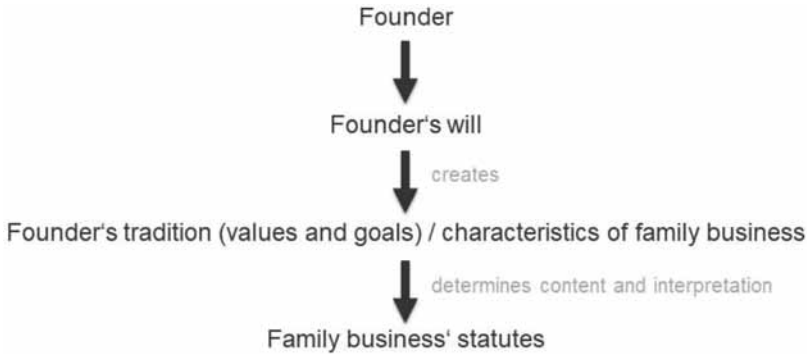 Founder
Founder‘s will
creates
Founder‘s tradition (values and goals) / characteristics of family business
determines content and interpretation
Family business‘ statutes